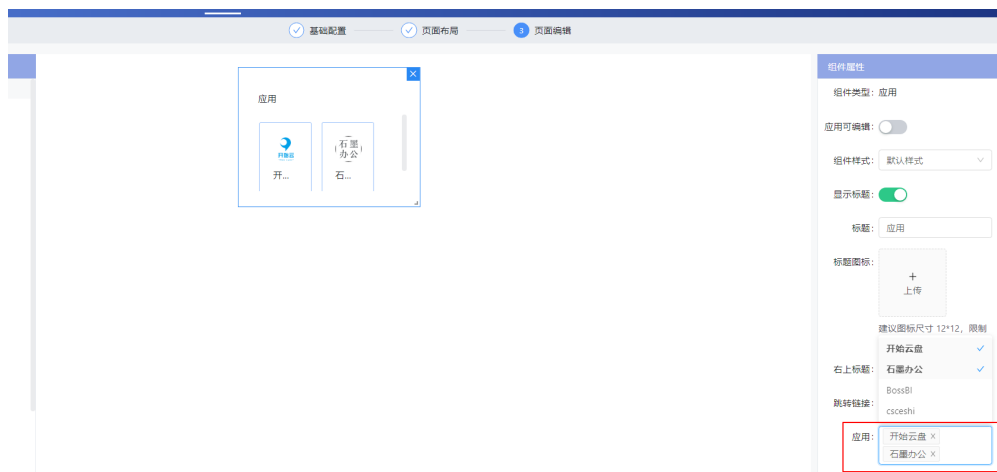 基础配置
页面布局
3 页面编辑
应用
开...
石墨
办公
石...
组件属性
组件类型: 应用
应用可编辑:
组件样式: 默认样式
显示标题:
标题: 应用
标题图标:
+
上传
建议图标尺寸 12*12, 限制
开始云盘
右上标题:
石墨办公
BossBI
跳转链接:
csceshi
应用: 开始云盘 ×
石墨办公 ×